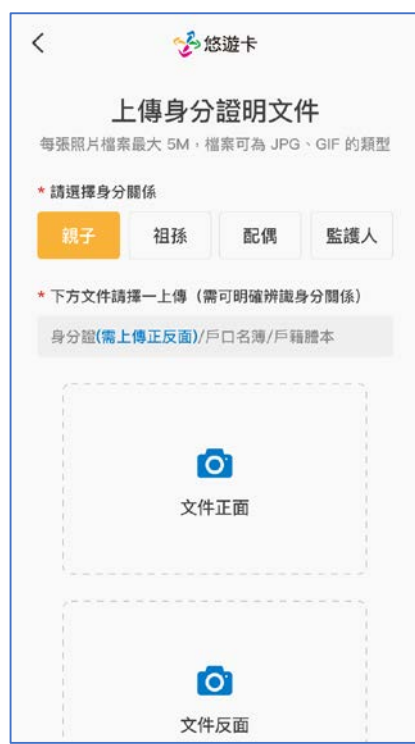 悠遊卡
上傳身分證明文件
每張照片檔案最大 5M，檔案可為 JPG、GIF 的類型
* 請選擇身分關係
親子 祖孫 配偶 監護人
* 下方文件請擇一上傳（需可明確辨識身分關係）
身分證(需上傳正反面)/戶口名簿/戶籍謄本
文件正面
文件反面